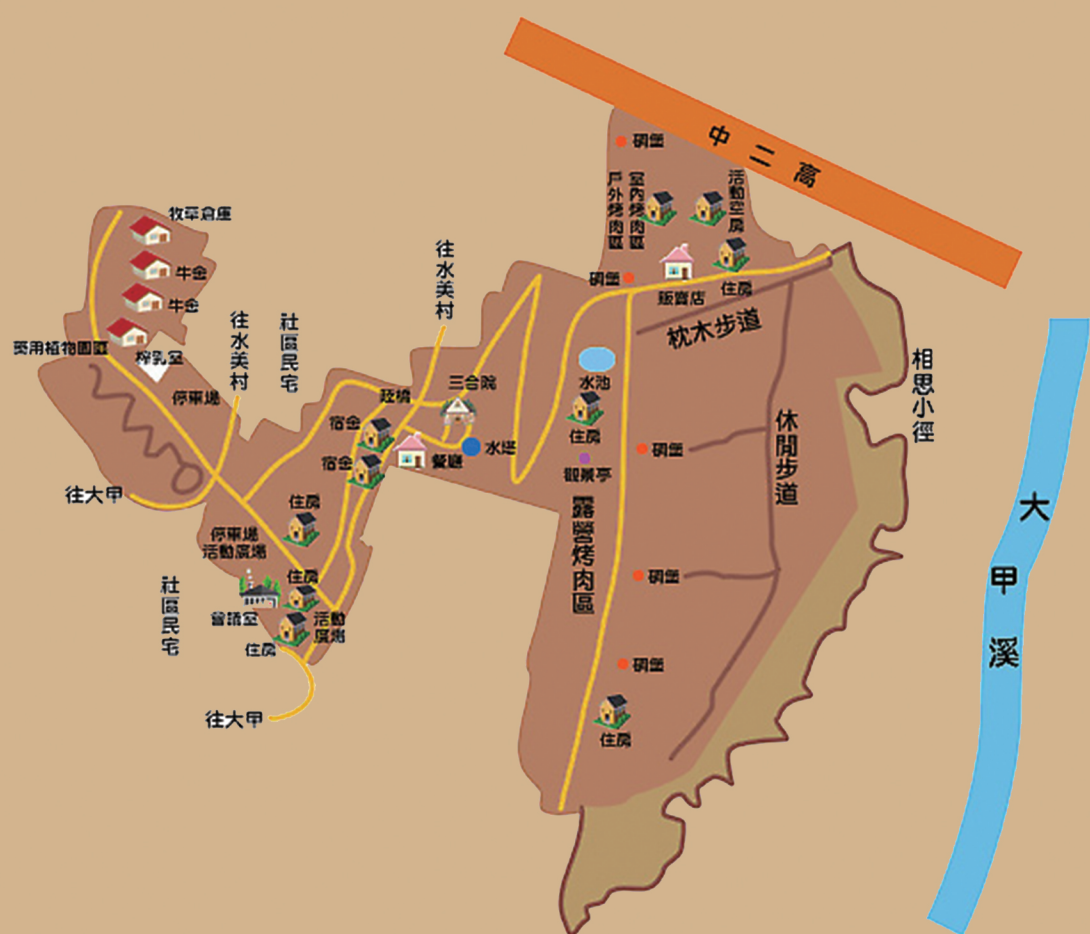 中二高
碉堡
戶外烤肉區
室內烤肉區
活動空房
牧草倉庫
牛舍
牛舍
藥用植物園區
榨乳室
往水美村
社區民宅
停車場
往水美村
碉堡
販賣店
住房
枕木步道
相思小徑
陸橋
三合院
水池
住房
宿舍
宿舍
餐廳
水塔
觀景亭
碉堡
休閒步道
往大甲
住房
停車場
活動廣場
露營烤肉區
大甲溪
住房
碉堡
社區民宅
會議室
活動
廣場
住房
碉堡
往大甲
住房